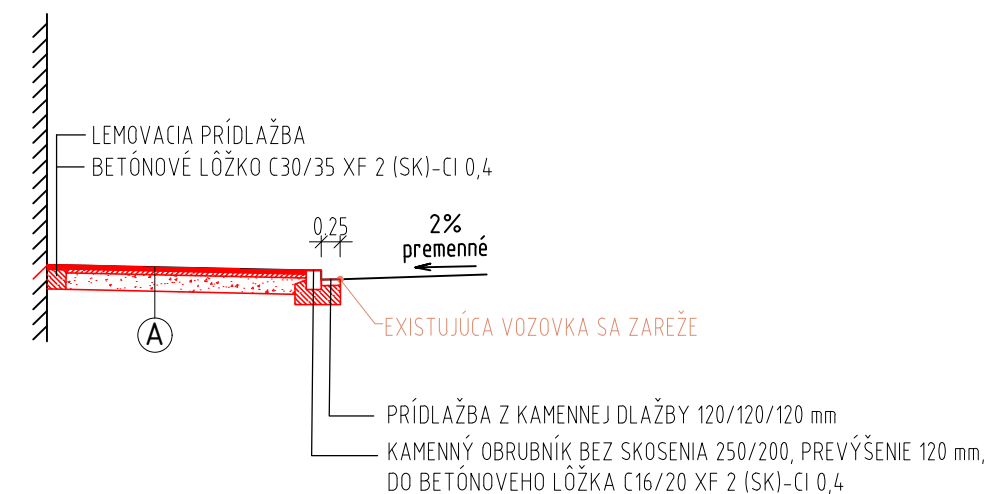 LEMOVACIA PRÍDLAŽBA
BETÓNOVÉ LÔŽKO C30/35 XF 2 (SK)-CI 0,4
0,25
2%
premenné
A
EXISTUJÚCA VOZOVKA SA ZAREŽE
PRÍDLAŽBA Z KAMENNEJ DLAŽBY 120/120/120 mm
KAMENNÝ OBRUBNÍK BEZ SKOSENIA 250/200, PREVÝŠENIE 120 mm,
DO BETÓNOVEHO LÔŽKA C16/20 XF 2 (SK)-CI 0,4